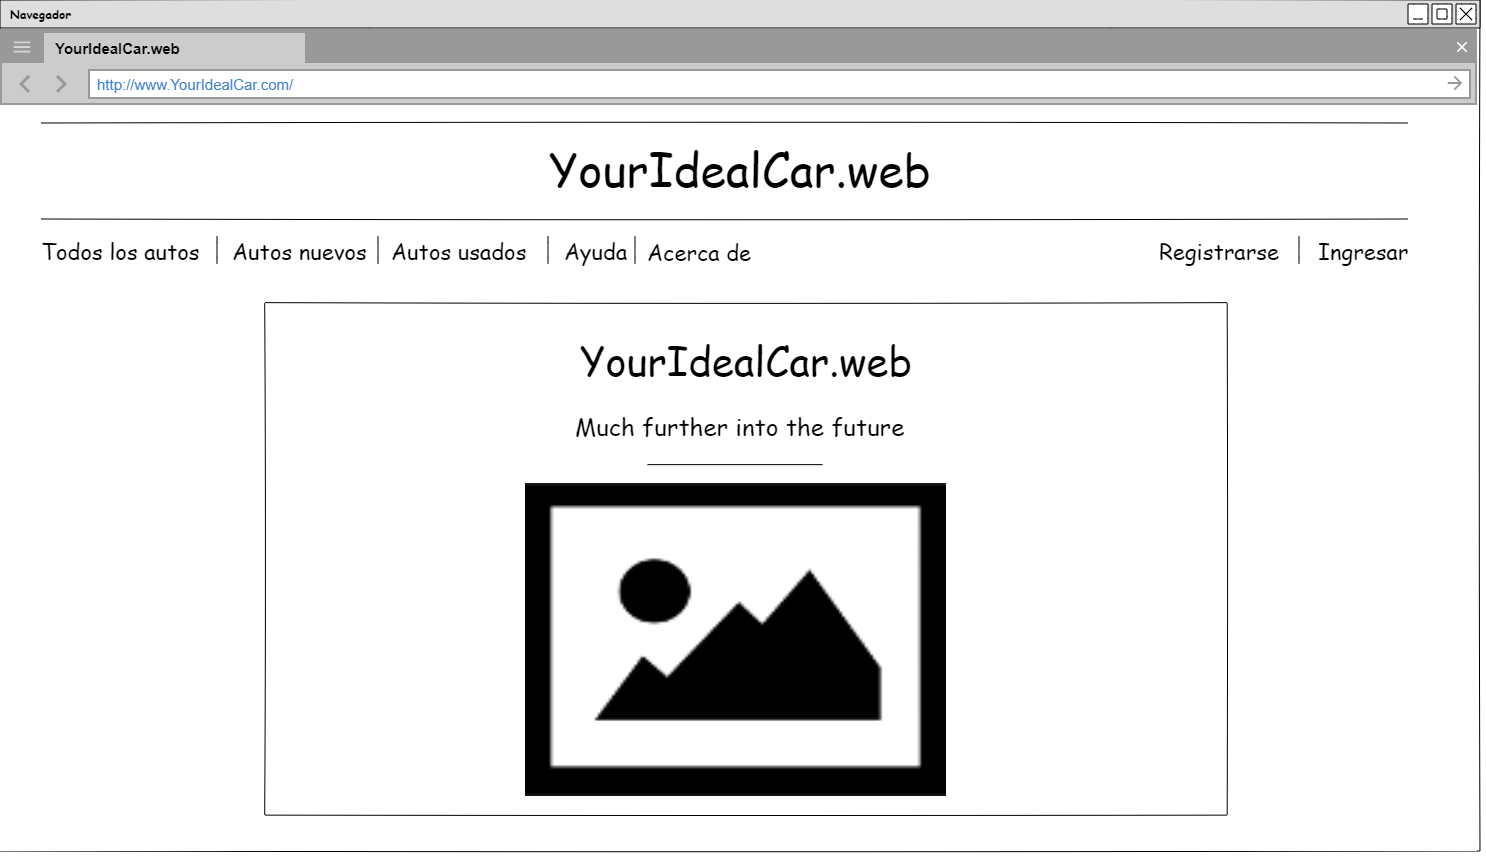 Navegador
YourIdealCar.web
http://www.YourIdealCar.com/
YourIdealCar.web
Todos los autos | Autos nuevos | Autos usados | Ayuda | Acerca de Registrarse | Ingresar
YourIdealCar.web
Much further into the future